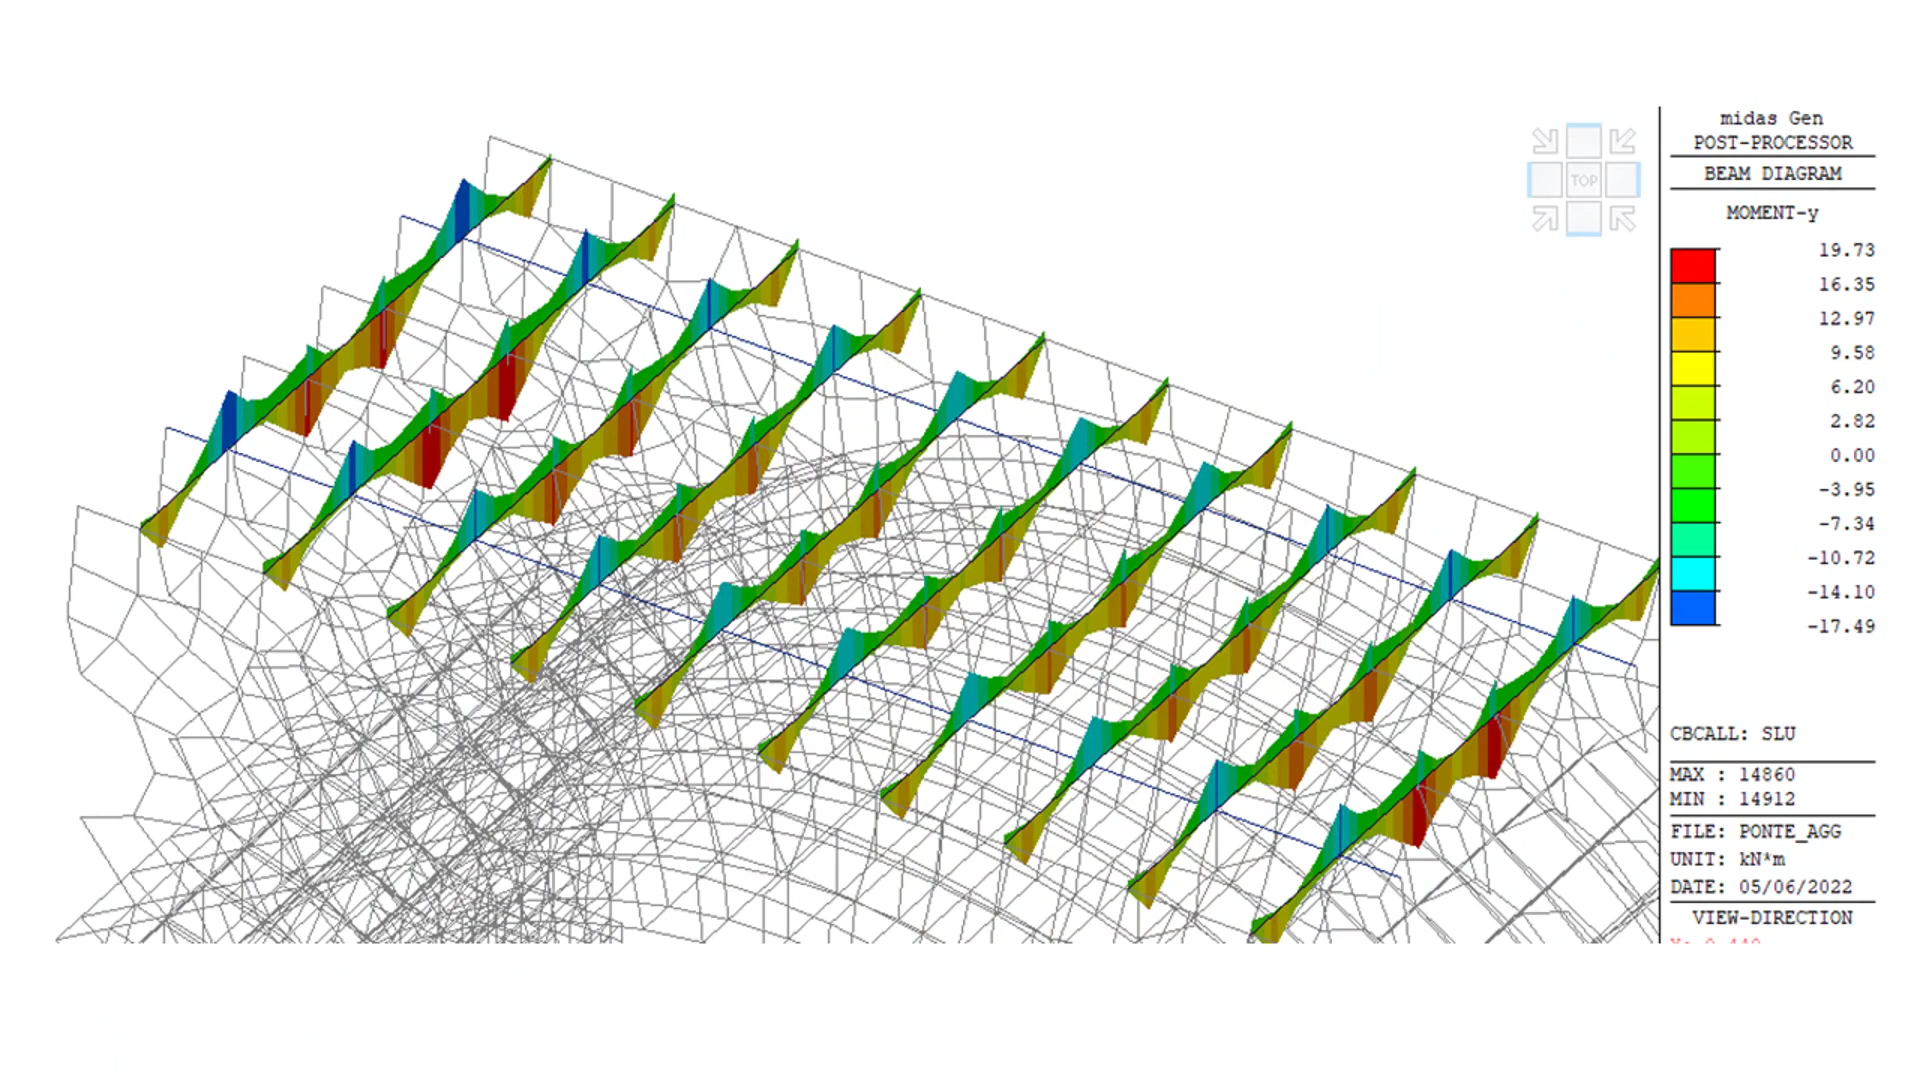 TOP
midas Gen
POST-PROCESSOR
BEAM DIAGRAM
MOMENT-y
19.73
16.35
12.97
9.58
6.20
2.82
0.00
-3.95
-7.34
-10.72
-14.10
-17.49
CBCALL: SLU
MAX : 14860
MIN : 14912
FILE: PONTE_AGG
UNIT: kN*m
DATE: 05/06/2022
VIEW-DIRECTION